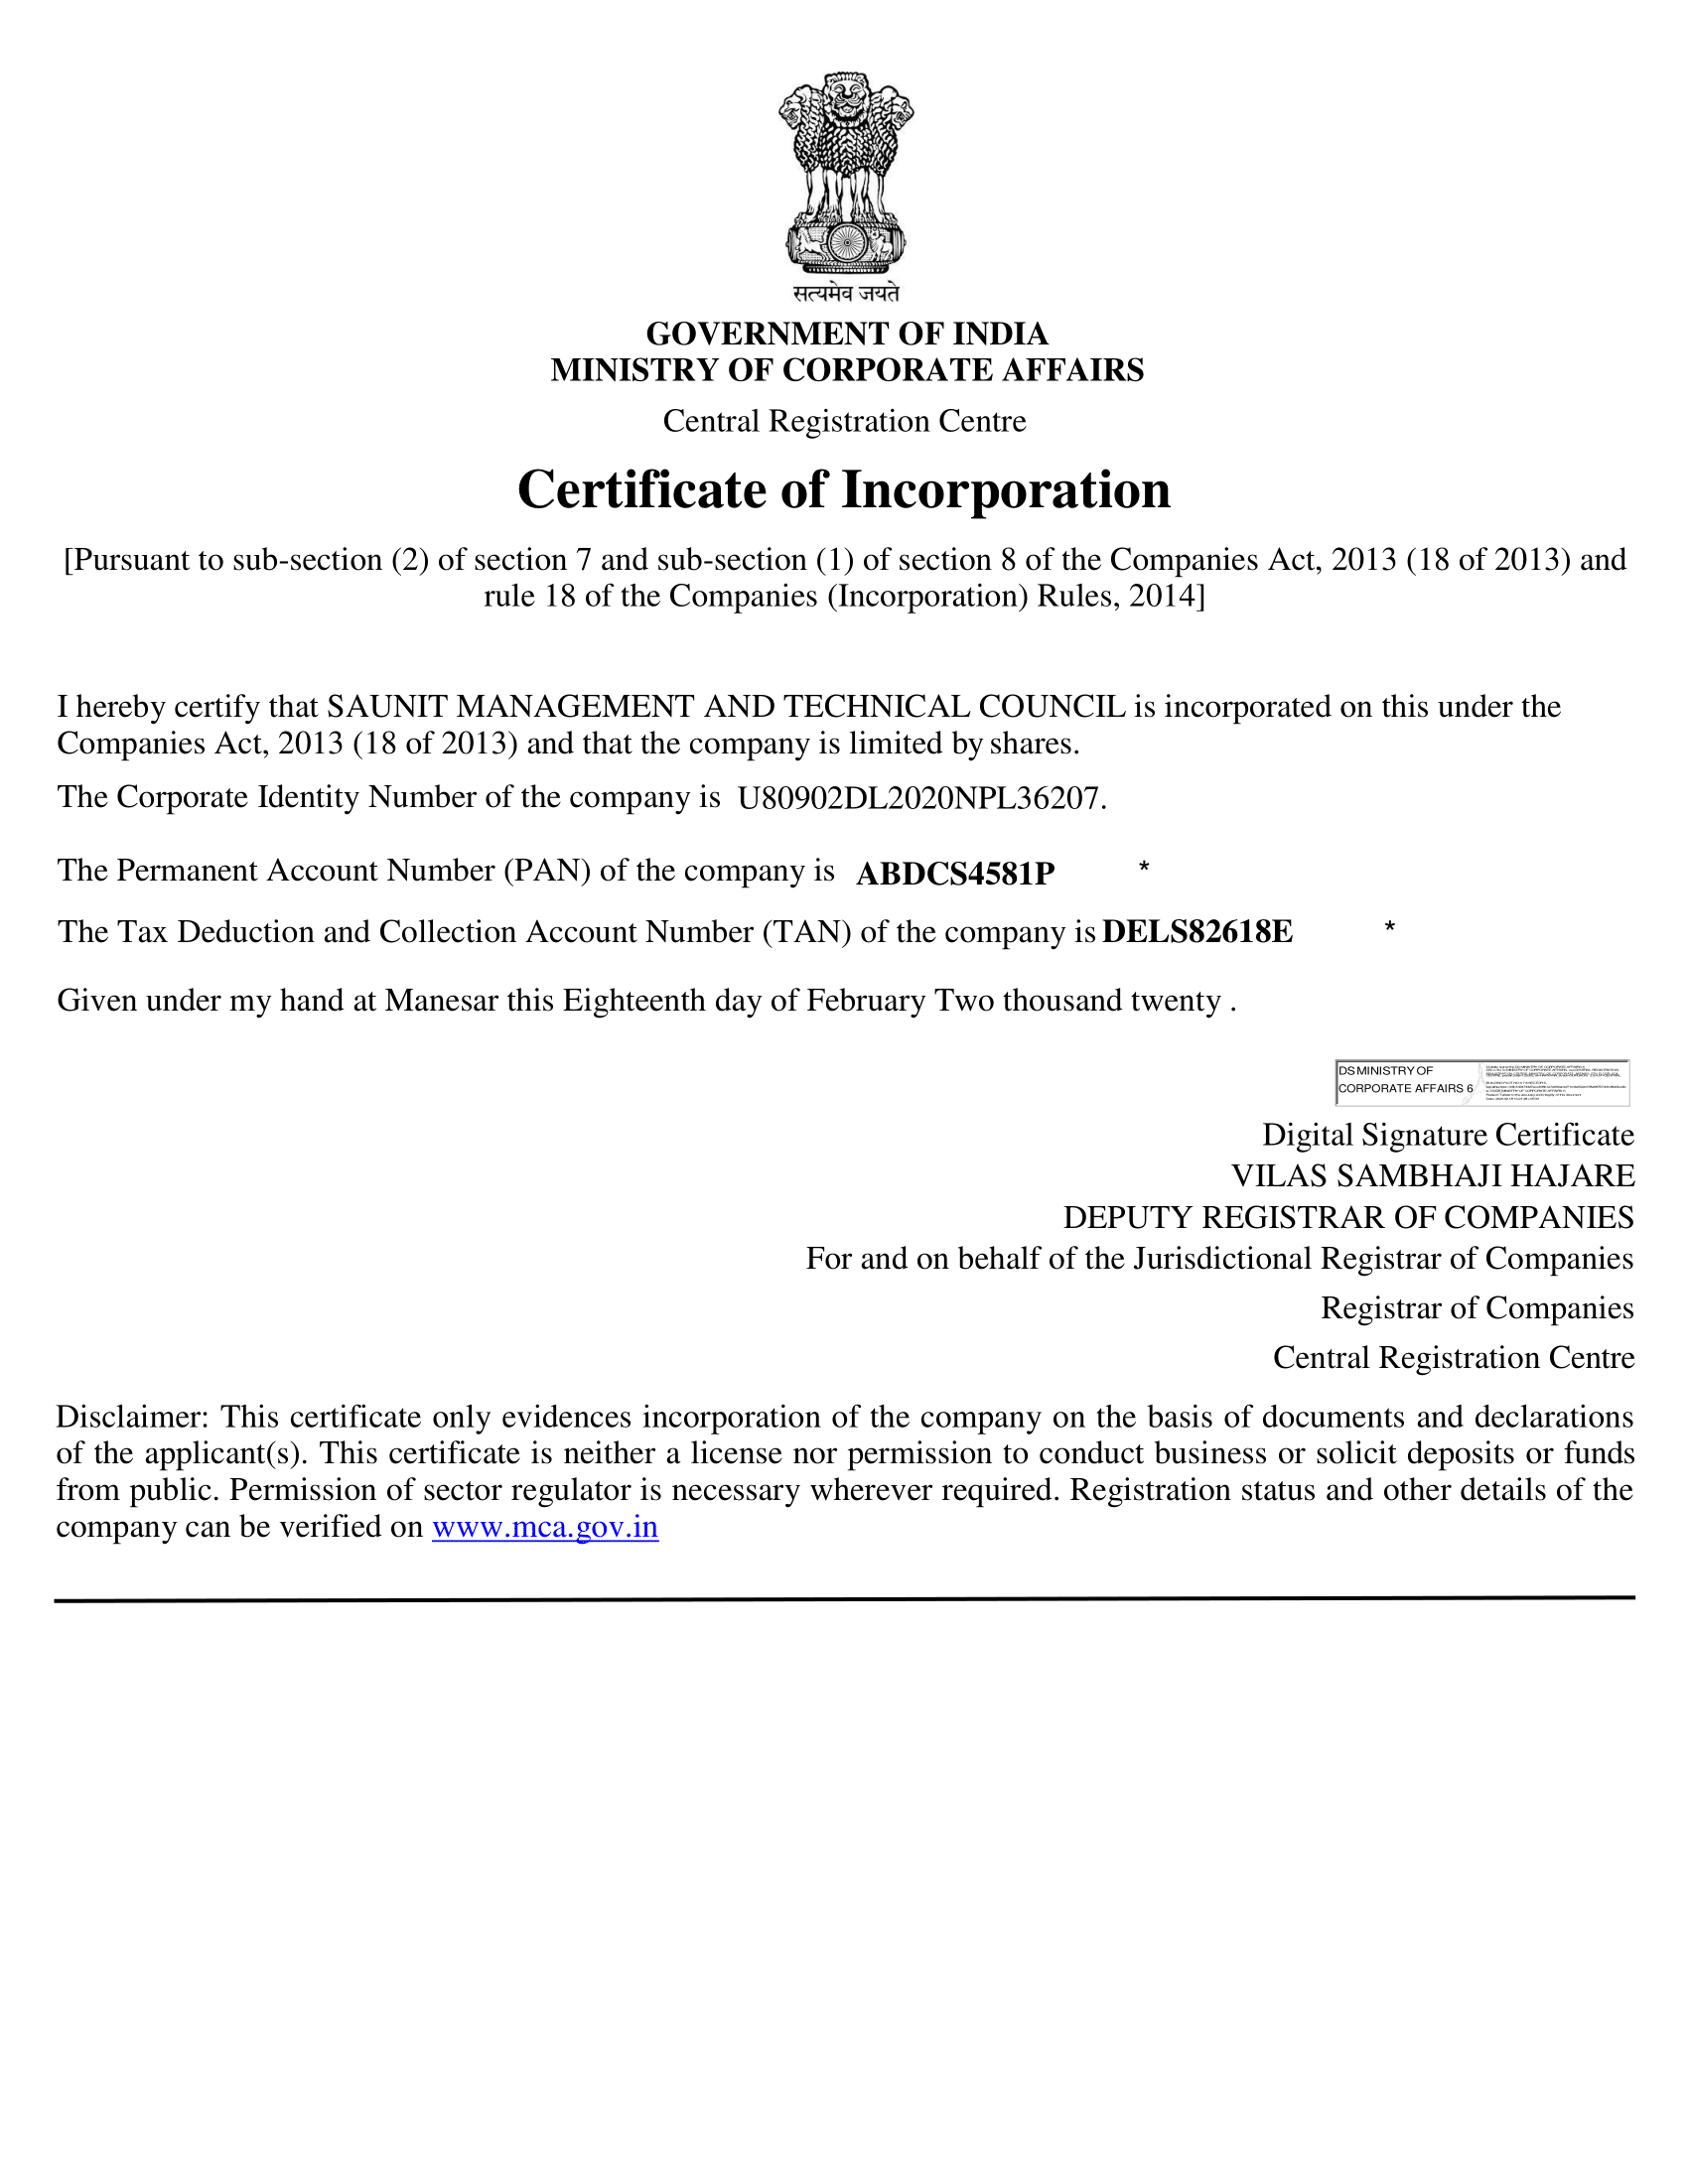 सत्यमेव जयते
GOVERNMENT OF INDIA
MINISTRY OF CORPORATE AFFAIRS
Central Registration Centre
Certificate of Incorporation
[Pursuant to sub-section (2) of section 7 and sub-section (1) of section 8 of the Companies Act, 2013 (18 of 2013) and
rule 18 of the Companies (Incorporation) Rules, 2014]
I hereby certify that SAUNIT MANAGEMENT AND TECHNICAL COUNCIL is incorporated on this under the
Companies Act, 2013 (18 of 2013) and that the company is limited by shares.
The Corporate Identity Number of the company is U80902DL2020NPL36207.
The Permanent Account Number (PAN) of the company is ABDCS4581P *
The Tax Deduction and Collection Account Number (TAN) of the company is DELS82618E *
Given under my hand at Manesar this Eighteenth day of February Two thousand twenty .
DS MINISTRY OF
CORPORATE AFFAIRS 6
Digital Signature Certificate
VILAS SAMBHAJI HAJARE
DEPUTY REGISTRAR OF COMPANIES
For and on behalf of the Jurisdictional Registrar of Companies
Registrar of Companies
Central Registration Centre
Disclaimer: This certificate only evidences incorporation of the company on the basis of documents and declarations
of the applicant(s). This certificate is neither a license nor permission to conduct business or solicit deposits or funds
from public. Permission of sector regulator is necessary wherever required. Registration status and other details of the
company can be verified on www.mca.gov.in